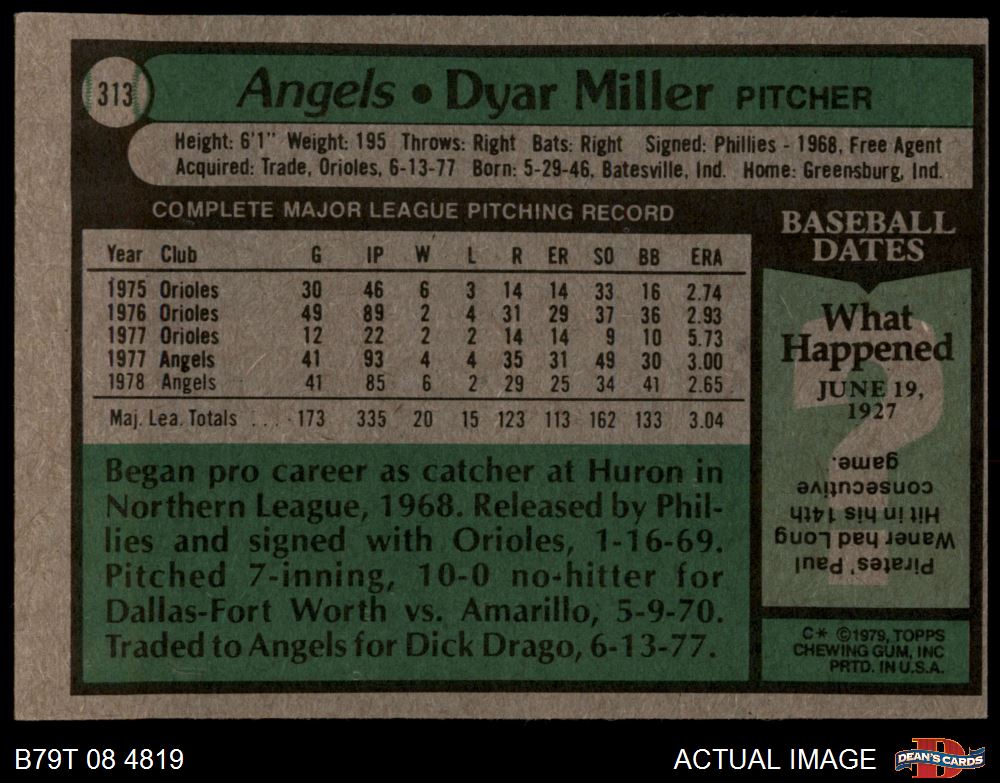 313
Angels • Dyar Miller PITCHER
Height: 6'1" Weight: 195 Throws: Right Bats: Right Signed: Phillies - 1968, Free Agent
Acquired: Trade, Orioles, 6-13-77 Born: 5-29-46, Batesville, Ind. Home: Greensburg, Ind.
COMPLETE MAJOR LEAGUE PITCHING RECORD
Year Club G IP W L R ER SO BB ERA
1975 Orioles 30 46 6 3 14 14 33 16 2.74
1976 Orioles 49 89 2 4 31 29 37 36 2.93
1977 Orioles 12 22 2 2 14 14 9 10 5.73
1977 Angels 41 93 4 4 35 31 49 30 3.00
1978 Angels 41 85 6 2 29 25 34 41 2.65
Maj. Lea. Totals . . . . 173 335 20 15 123 113 162 133 3.04
Began pro career as catcher at Huron in
Northern League, 1968. Released by Phil-
lies and signed with Orioles, 1-16-69.
Pitched 7-inning, 10-0 no-hitter for
Dallas-Fort Worth vs. Amarillo, 5-9-70.
Traded to Angels for Dick Drago, 6-13-77.
BASEBALL
DATES
What
Happened
JUNE 19,
1927
Pirates' Paul
Waner had Long
Hit in his 14th
consecutive
game.
C* ©1979, TOPPS
CHEWING GUM, INC
PRTD. IN U.S.A.
B79T 08 4819
ACTUAL IMAGE
D
DEAN'S CARDS